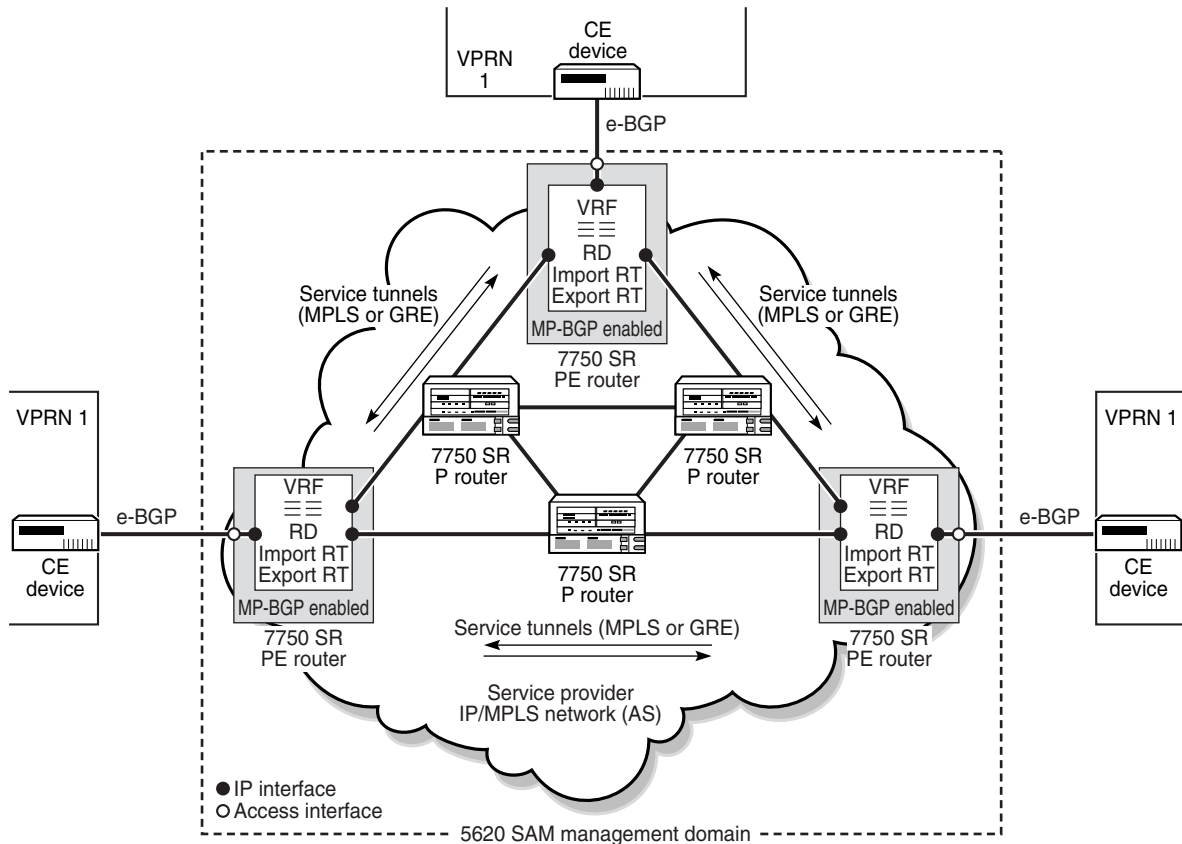 CE
device
VPRN
1
e-BGP
VRF
RD
Import RT
Export RT
MP-BGP enabled
7750 SR
PE router
Service tunnels
(MPLS or GRE)
Service tunnels
(MPLS or GRE)
7750 SR
P router
7750 SR
P router
VPRN 1
e-BGP
CE
device
VRF
RD
Import RT
Export RT
MP-BGP enabled
7750 SR
PE router
7750 SR
P router
VRF
RD
Import RT
Export RT
MP-BGP enabled
7750 SR
PE router
VPRN 1
e-BGP
CE
device
Service tunnels (MPLS or GRE)
Service provider
IP/MPLS network (AS)
IP interface
Access interface
5620 SAM management domain